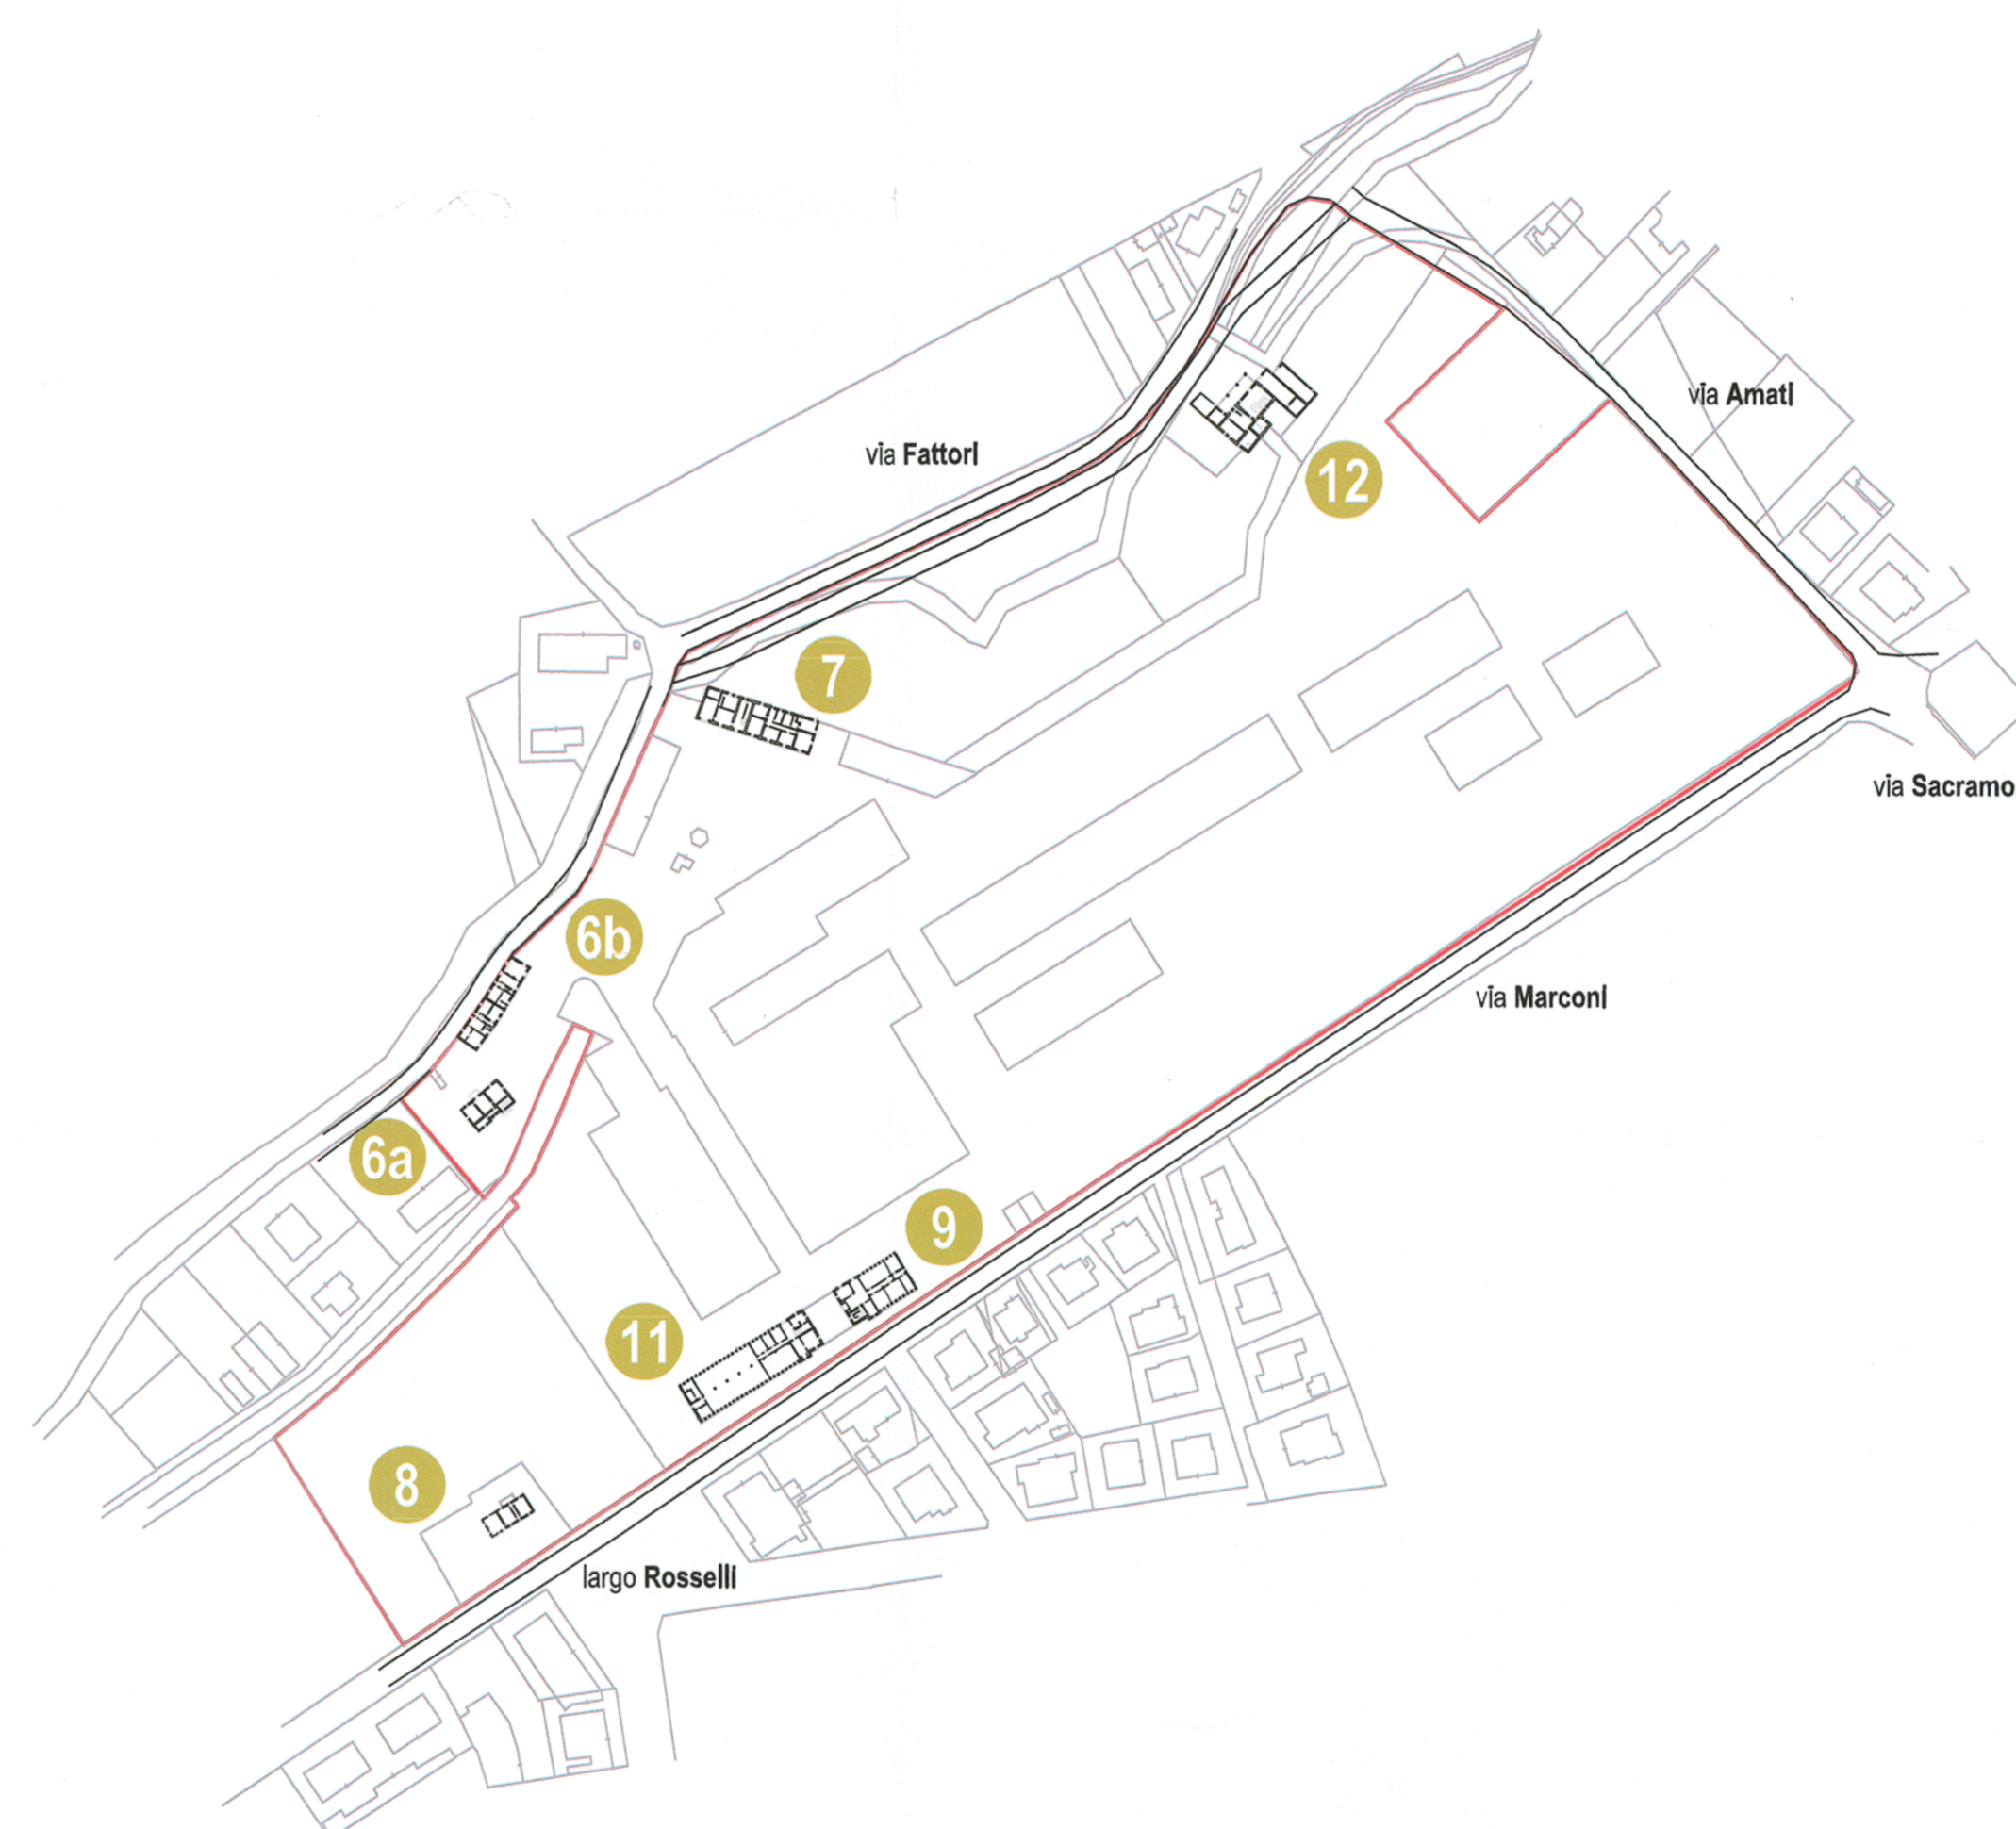 via Amati
via Fattori
12
7
via Sacramo
6b
via Marconi
6a
9
11
8
largo Rosselli